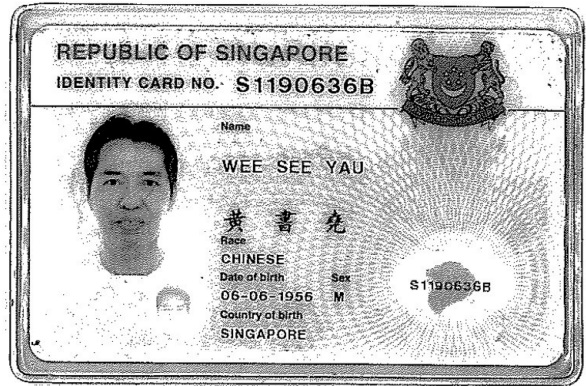 REPUBLIC OF SINGAPORE
IDENTITY CARD NO. S1190636B
Name
WEE SEE YAU
黄書堯
Race
CHINESE
Date of birth Sex
06-06-1956 M
Country of birth
SINGAPORE
S1190636B